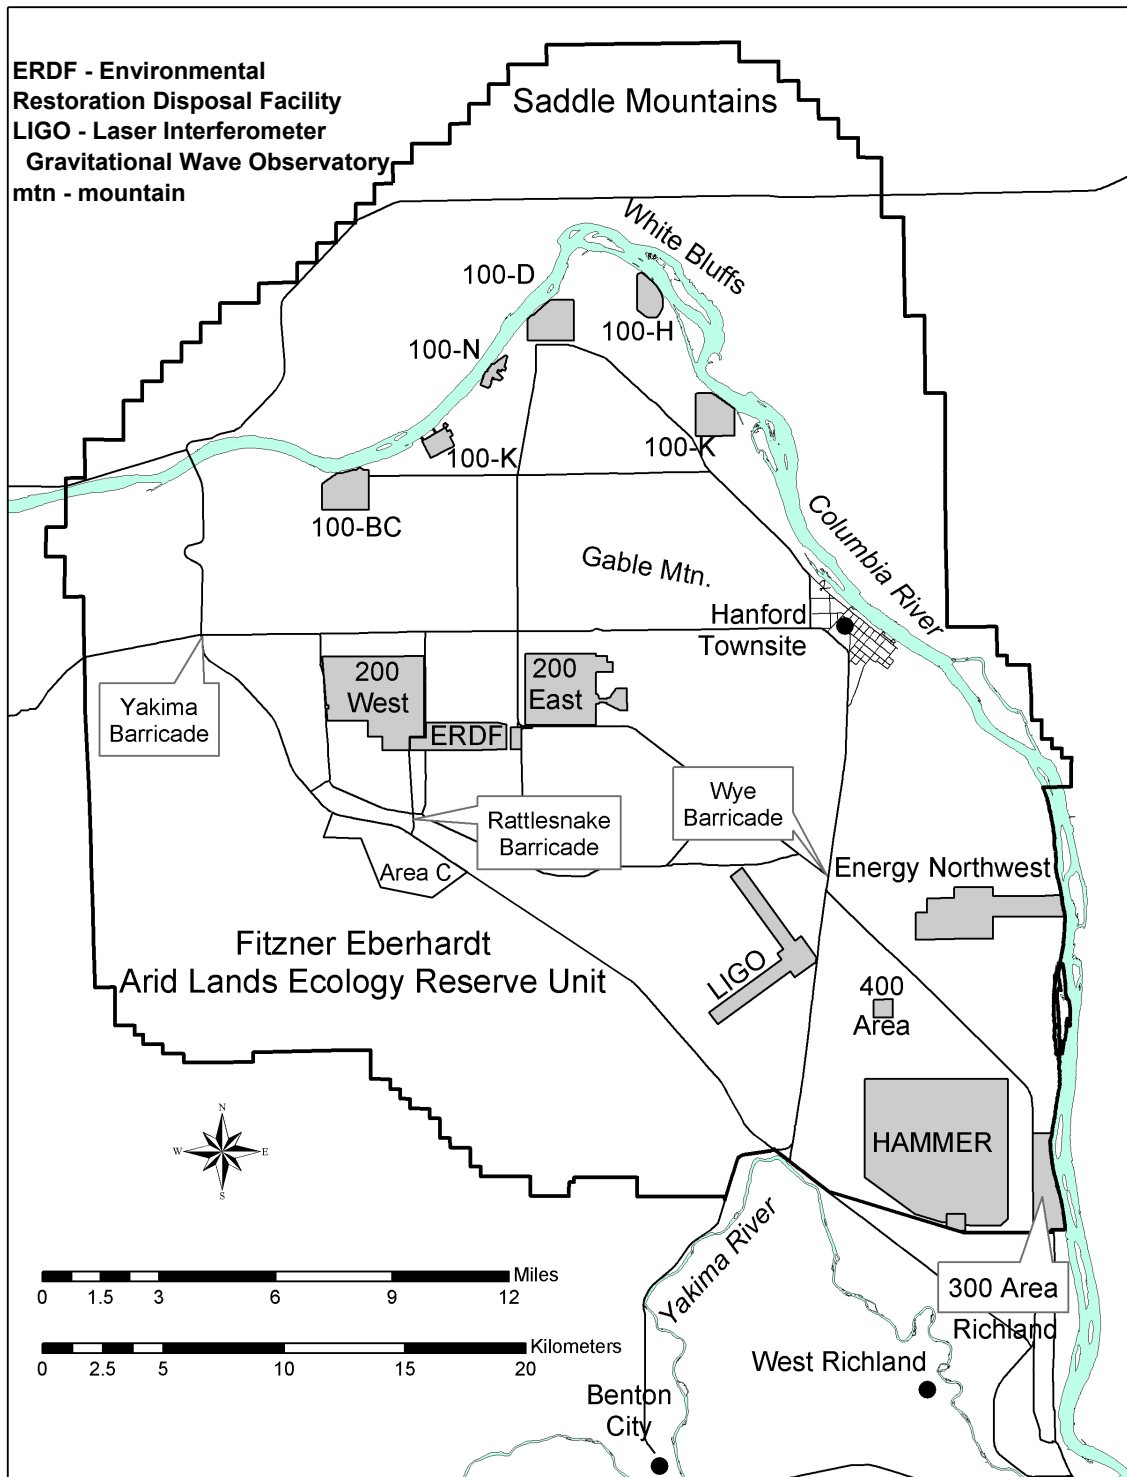 ERDF - Environmental
Restoration Disposal Facility
LIGO - Laser Interferometer
Gravitational Wave Observatory
mtn - mountain
Saddle Mountains
White Bluffs
100-D
100-H
100-N
100-K
100-K
100-BC
Columbia River
Gable Mtn.
Hanford
Townsite
200
West
200
East
ERDF
Yakima
Barricade
Wye
Barricade
Rattlesnake
Barricade
Area C
Energy Northwest
Fitzner Eberhardt
Arid Lands Ecology Reserve Unit
LIGO
400
Area
HAMMER
N
W
E
S
Yakima River
300 Area
Richland
West Richland
Benton
City
Miles
0 1.5 3 6 9 12
Kilometers
0 2.5 5 10 15 20